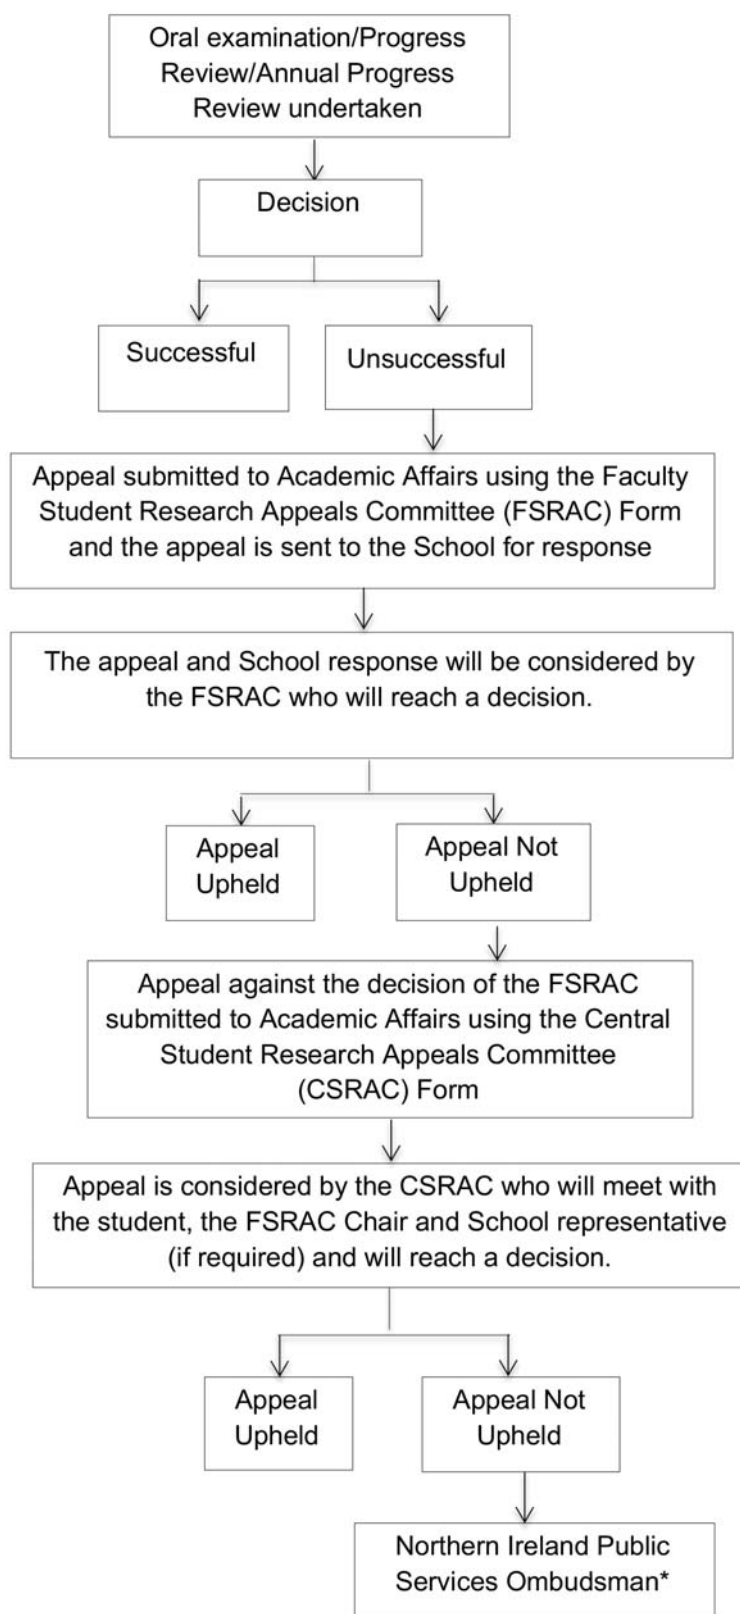 Oral examination/Progress
Review/Annual Progress
Review undertaken
Decision
Successful
Unsuccessful
Appeal submitted to Academic Affairs using the Faculty
Student Research Appeals Committee (FSRAC) Form
and the appeal is sent to the School for response
The appeal and School response will be considered by
the FSRAC who will reach a decision.
Appeal
Upheld
Appeal Not
Upheld
Appeal against the decision of the FSRAC
submitted to Academic Affairs using the Central
Student Research Appeals Committee
(CSRAC) Form
Appeal is considered by the CSRAC who will meet with
the student, the FSRAC Chair and School representative
(if required) and will reach a decision.
Appeal
Upheld
Appeal Not
Upheld
Northern Ireland Public
Services Ombudsman*